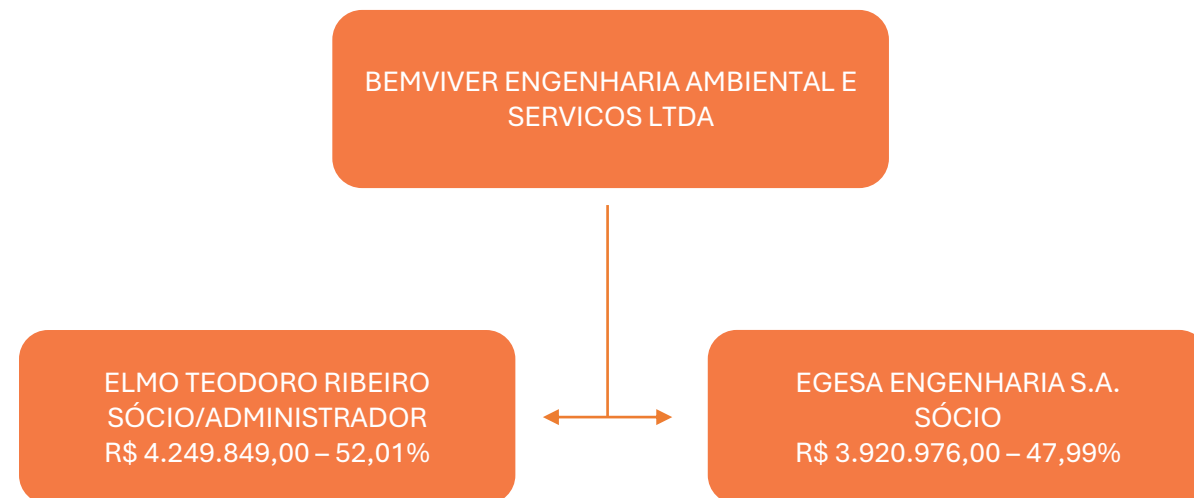 BEMVIVER ENGENHARIA AMBIENTAL E
SERVICOS LTDA
ELMO TEODORO RIBEIRO
SÓCIO/ADMINISTRADOR
R$ 4.249.849,00 – 52,01%
EGESA ENGENHARIA S.A.
SÓCIO
R$ 3.920.976,00 – 47,99%